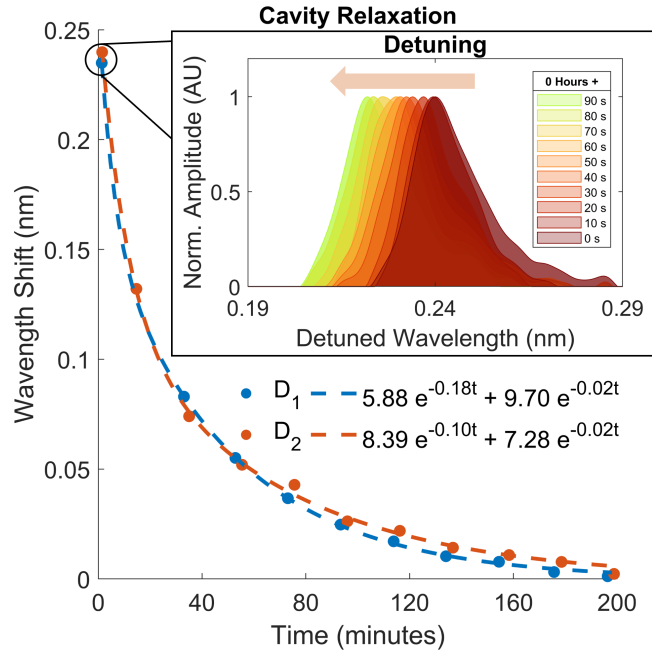 Cavity Relaxation
Detuning
0.25
0.2
0.15
0.1
0.05
0
Wavength Shift (nm)
0 40 80 120 160 200
Time (minutes)
1
0.5
0
Norm. Amplitude (AU)
0.19 0.24 0.29
Detuned Wavelength (nm)
0 Hours +
90 s
80 s
70 s
60 s
50 s
40 s
30 s
20 s
10 s
0 s
D₁ 5.88 e^-0.18t + 9.70 e^-0.02t
D₂ 8.39 e^-0.10t + 7.28 e^-0.02t